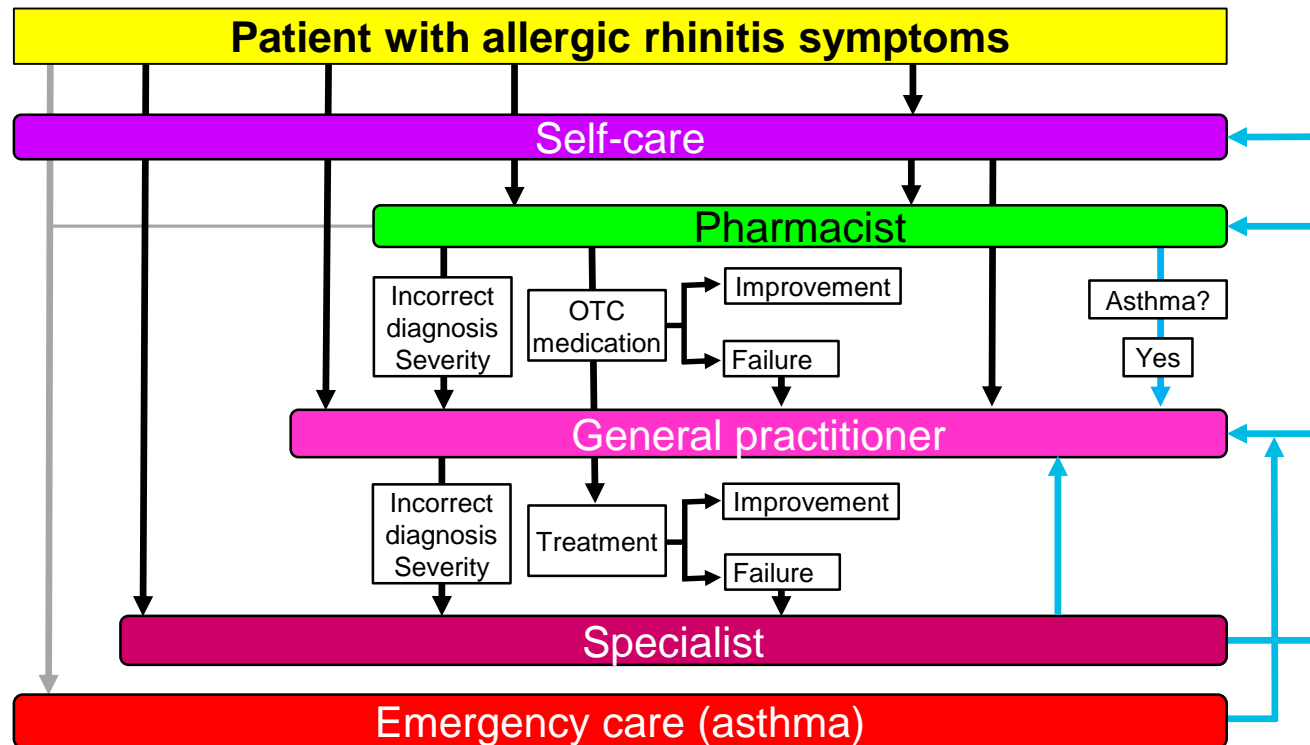 Patient with allergic rhinitis symptoms
Self-care
Pharmacist
Incorrect
diagnosis
Severity
OTC
medication
Improvement
Failure
Asthma?
Yes
General practitioner
Incorrect
diagnosis
Severity
Treatment
Improvement
Failure
Specialist
Emergency care (asthma)